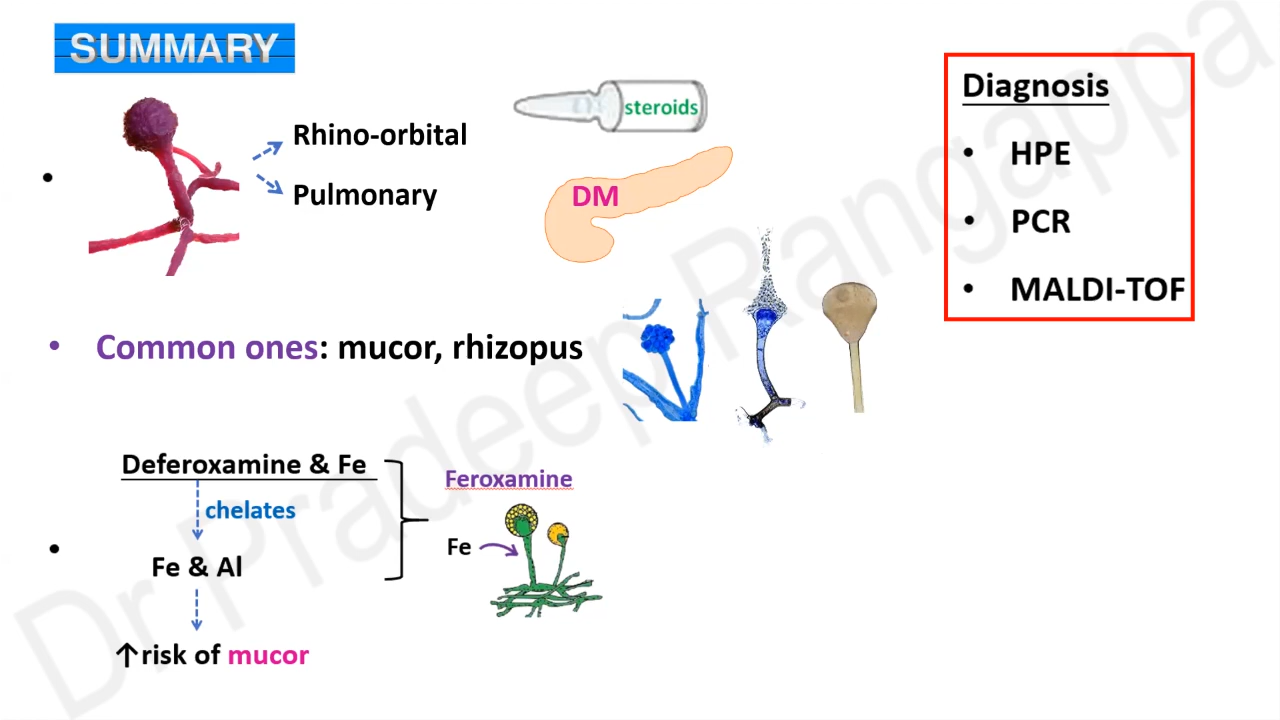 SUMMARY
• Rhino-orbital
Pulmonary
steroids
DM
• Common ones: mucor, rhizopus
• Deferoxamine & Fe
chelates
Fe & Al
↑risk of mucor
Feroxamine
Fe
Diagnosis
• HPE
• PCR
• MALDI-TOF
Dr Pradeep Rangappa